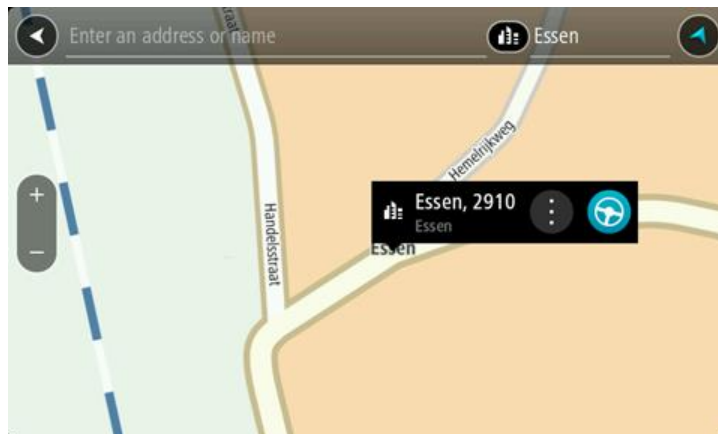 Enter an address or name
Essen
Hemelrijkweg
Handelsstraat
Essen, 2910
Essen
Essen